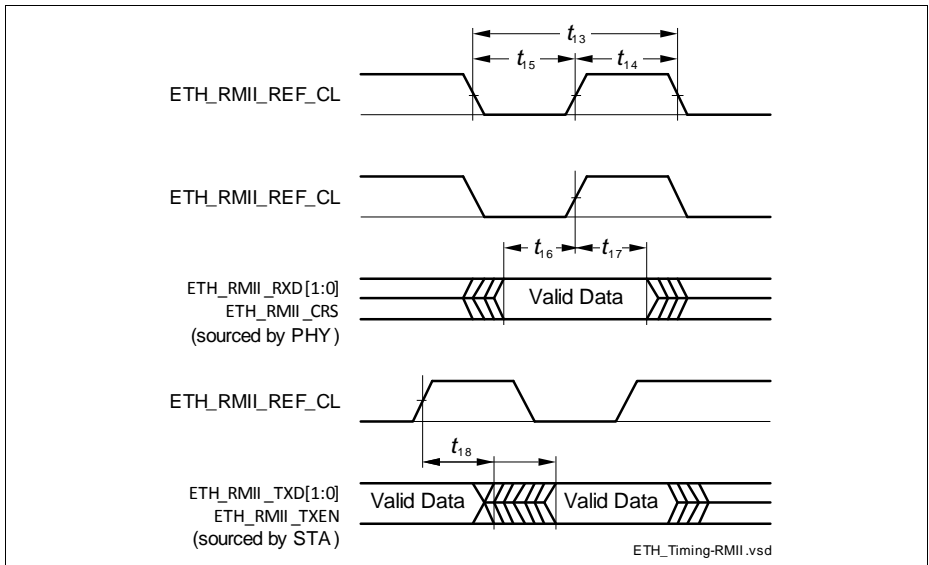 t13
t15
t14
ETH_RMII_REF_CL
ETH_RMII_REF_CL
t16
t17
ETH_RMII_RXD[1:0]
ETH_RMII_CRS
(sourced by PHY)
Valid Data
ETH_RMII_REF_CL
t18
ETH_RMII_TXD[1:0]
ETH_RMII_TXEN
(sourced by STA)
Valid Data
Valid Data
ETH_Timing-RMII.vsd